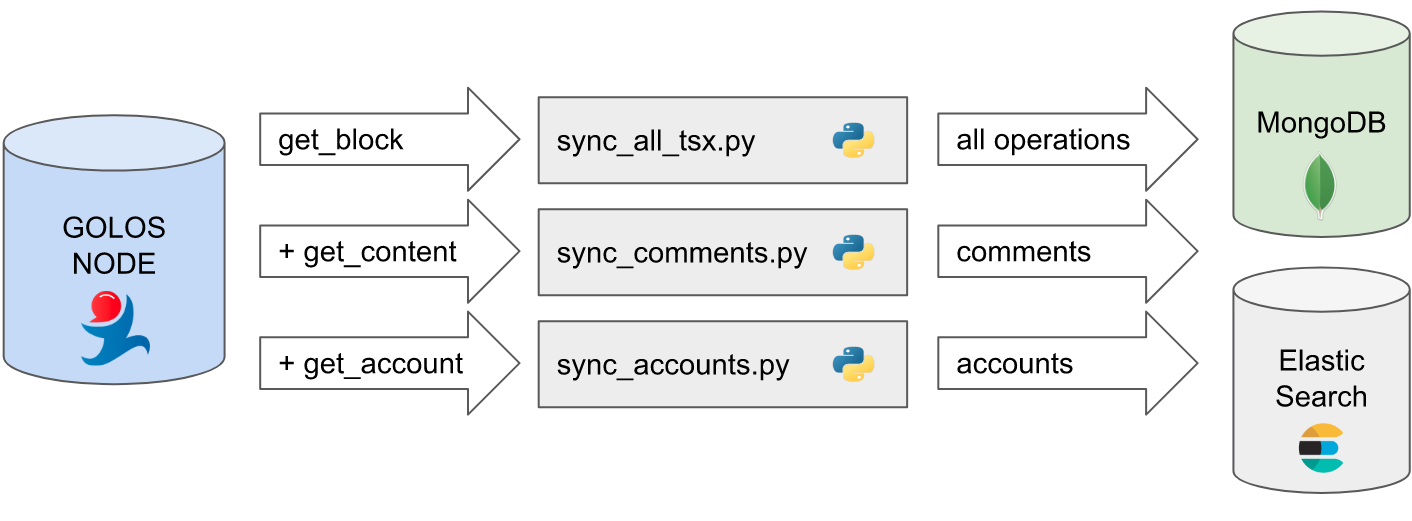 GOLOS
NODE
get_block
sync_all_tsx.py
all operations
+ get_content
sync_comments.py
comments
+ get_account
sync_accounts.py
accounts
MongoDB
Elastic
Search